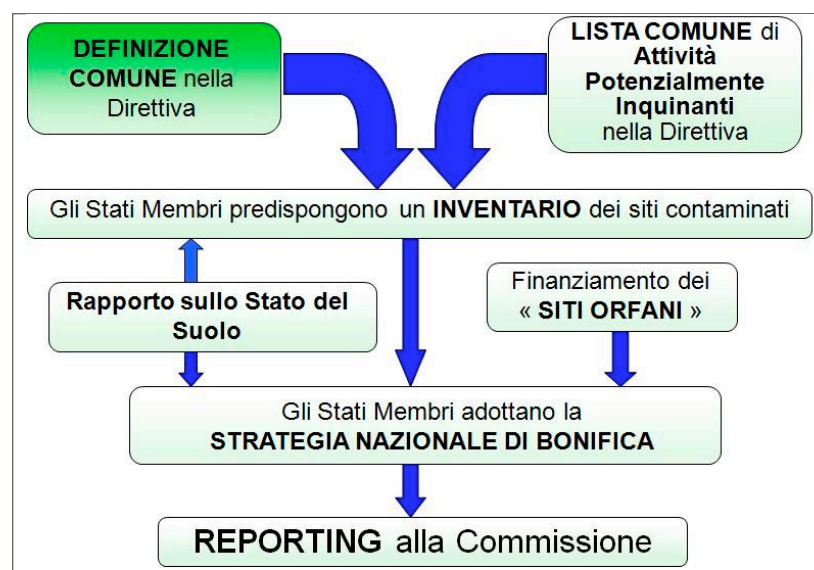 DEFINIZIONE
COMUNE nella
Direttiva
LISTA COMUNE di
Attività
Potenzialmente
Inquinanti
nella Direttiva
Gli Stati Membri predispongono un INVENTARIO dei siti contaminati
Rapporto sullo Stato del
Suolo
Finanziamento dei
« SITI ORFANI »
Gli Stati Membri adottano la
STRATEGIA NAZIONALE DI BONIFICA
REPORTING alla Commissione